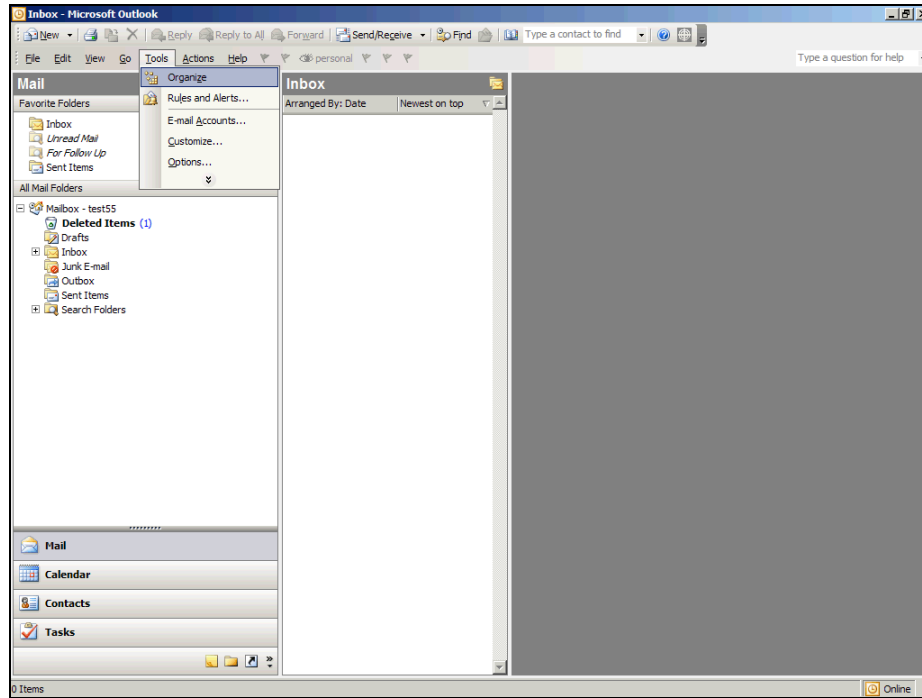 Inbox - Microsoft Outlook
New Reply Reply to All Forward Send/Receive Find Type a contact to find
File Edit View Go Tools Actions Help personal Type a question for help
Mail
Favorite Folders
Inbox
Unread Mail
For Follow Up
Sent Items
All Mail Folders
Mailbox - test55
Deleted Items (1)
Drafts
Inbox
Junk E-mail
Outbox
Sent Items
Search Folders
Mail
Calendar
Contacts
Tasks
Organize
Rules and Alerts...
E-mail Accounts...
Customize...
Options...
Inbox
Arranged By: Date Newest on top
0 Items Online